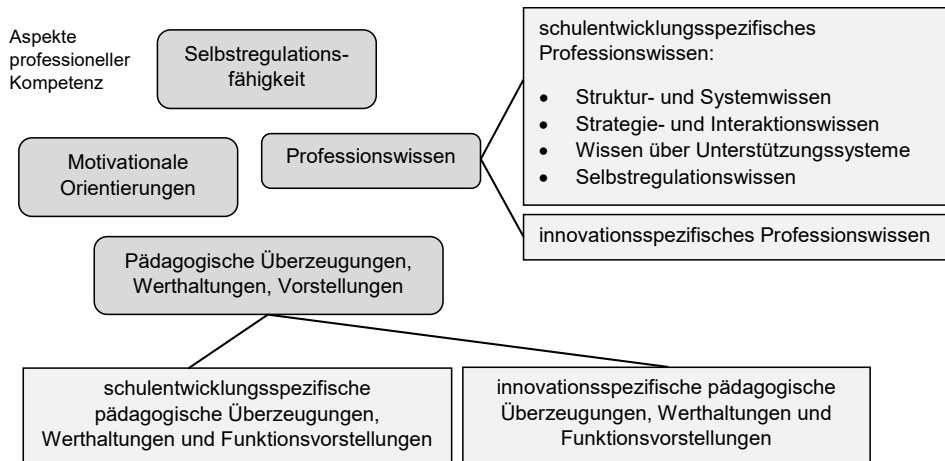 Aspekte
professioneller
Kompetenz
Selbstregulations-
fähigkeit
Motivationale
Orientierungen
Professionswissen
schulentwicklungsspezifisches
Professionswissen:
• Struktur- und Systemwissen
• Strategie- und Interaktionswissen
• Wissen über Unterstützungssysteme
• Selbstregulationswissen
innovationsspezifisches Professionswissen
Pädagogische Überzeugungen,
Werthaltungen, Vorstellungen
schulentwicklungsspezifische
pädagogische Überzeugungen,
Werthaltungen und Funktionsvorstellungen
innovationsspezifische pädagogische
Überzeugungen, Werthaltungen und
Funktionsvorstellungen